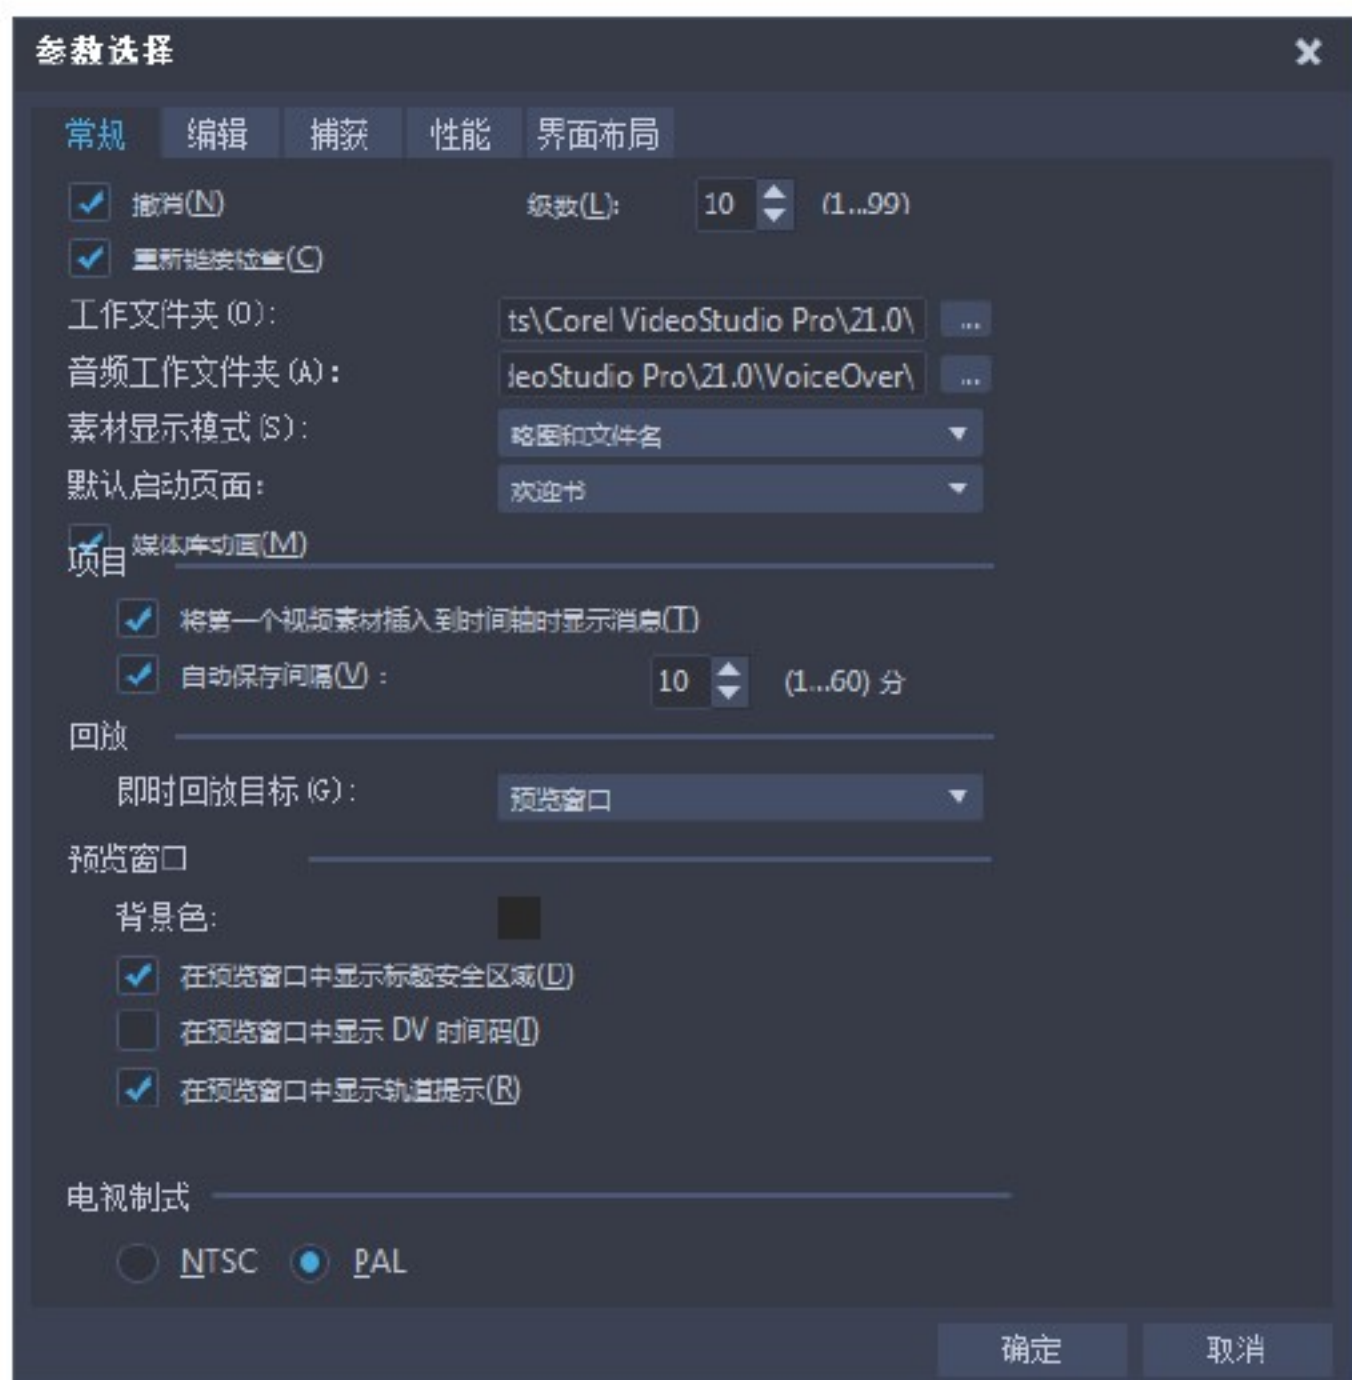 参数选择
常规 编辑 捕获 性能 界面布局
撤消(N) 级数(L): 10 (1...99)
重新链接检查(C)
工作文件夹(O): ts\Corel VideoStudio Pro\21.0\ ...
音频工作文件夹(A): deoStudio Pro\21.0\VoiceOver\ ...
素材显示模式(S): 略图和文件名
默认启动页面: 欢迎书
媒体库动画(M)
项目
将第一个视频素材插入到时间轴时显示消息(T)
自动保存间隔(V) : 10 (1...60) 分
回放
即时回放目标(G): 预览窗口
预览窗口
背景色:
在预览窗口中显示标题安全区域(D)
在预览窗口中显示 DV 时间码(I)
在预览窗口中显示轨道提示(R)
电视制式
NTSC PAL
确定 取消